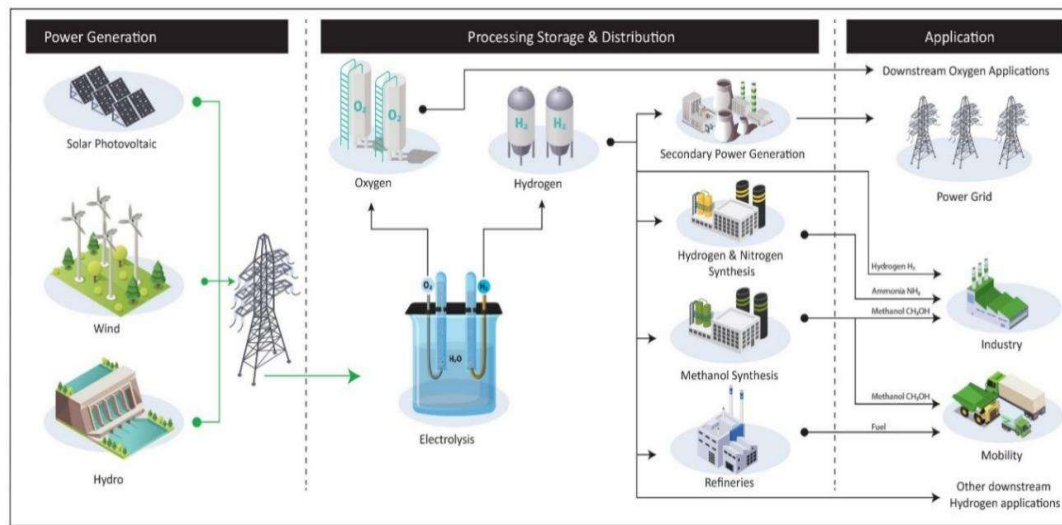 Power Generation
Processing Storage & Distribution
Application
Solar Photovoltaic
Wind
Hydro
O₂
O₂
Oxygen
H₂
H₂
Hydrogen
O₂
H₂
H₂O
Electrolysis
Secondary Power Generation
Hydrogen & Nitrogen
Synthesis
Methanol Synthesis
Refineries
Downstream Oxygen Applications
Power Grid
Hydrogen H₂
Ammonia NH₃
Methanol CH₃OH
Industry
Methanol CH₃OH
Fuel
Mobility
Other downstream
Hydrogen applications